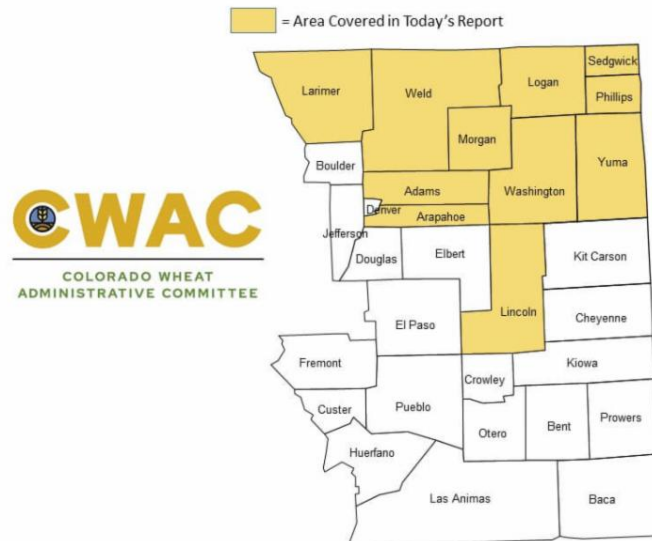 = Area Covered in Today's Report
Sedgwick
Larimer
Weld
Logan
Phillips
Morgan
Boulder
Yuma
Adams
Washington
Denver
Arapahoe
Jefferson
Elbert
Douglas
Kit Carson
CWAC
COLORADO WHEAT
ADMINISTRATIVE COMMITTEE
Lincoln
Cheyenne
El Paso
Fremont
Kiowa
Crowley
Custer
Pueblo
Prowers
Otero
Bent
Huerfano
Las Animas
Baca